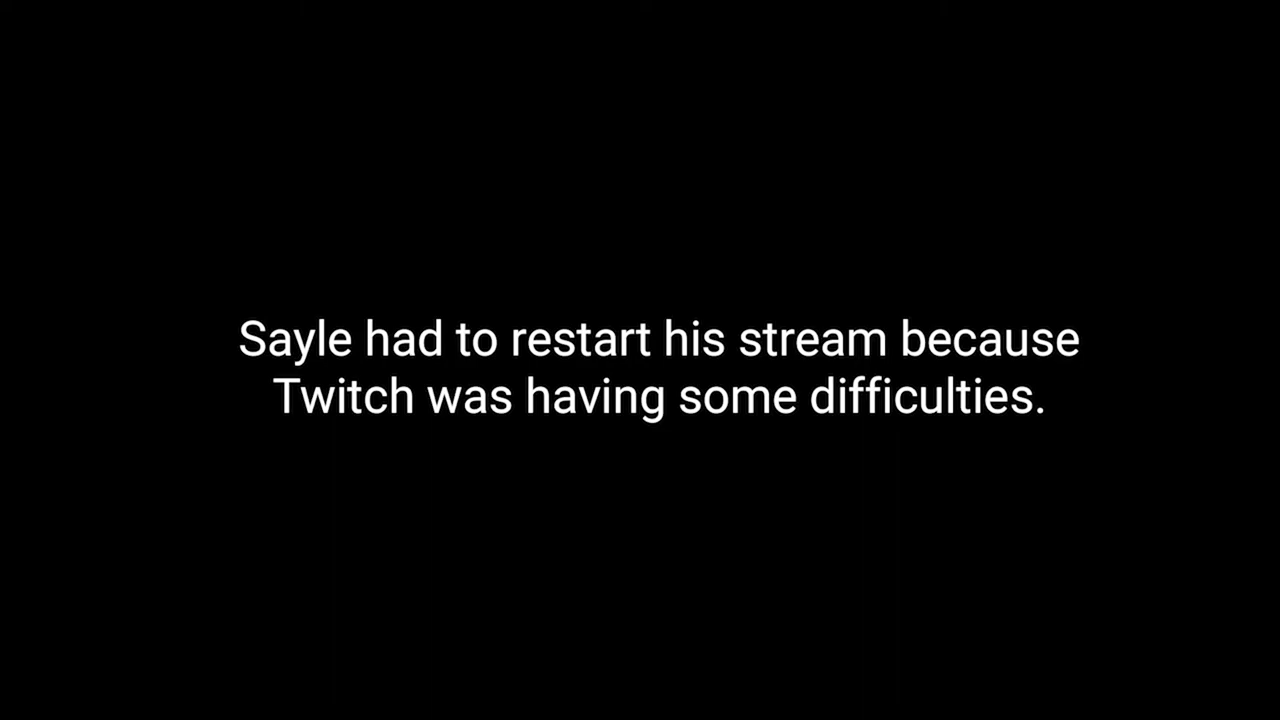 Sayle had to restart his stream because
Twitch was having some difficulties.